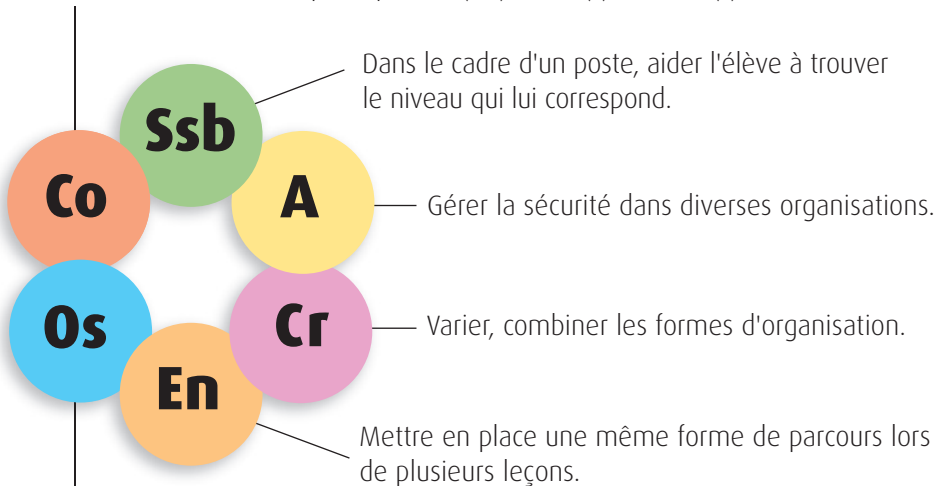 Dans le cadre d'un poste, aider l'élève à trouver
le niveau qui lui correspond.
Ssb
Co
A
Gérer la sécurité dans diverses organisations.
Os
Cr
Varier, combiner les formes d'organisation.
En
Mettre en place une même forme de parcours lors
de plusieurs leçons.